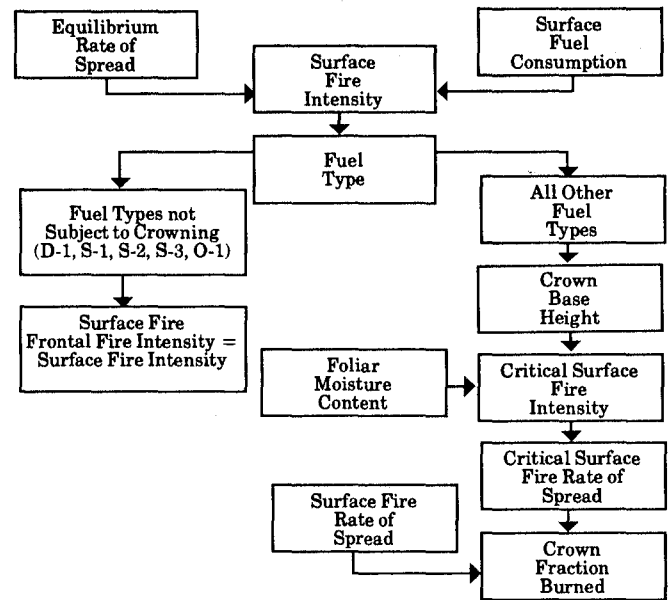 Equilibrium
Rate of
Spread
Surface
Fuel
Consumption
Surface
Fire
Intensity
Fuel
Type
Fuel Types not
Subject to Crowning
(D-1, S-1, S-2, S-3, O-1)
All Other
Fuel
Types
Surface Fire
Frontal Fire Intensity =
Surface Fire Intensity
Crown
Base
Height
Foliar
Moisture
Content
Critical Surface
Fire
Intensity
Critical Surface
Fire Rate of
Spread
Surface Fire
Rate of
Spread
Crown
Fraction
Burned